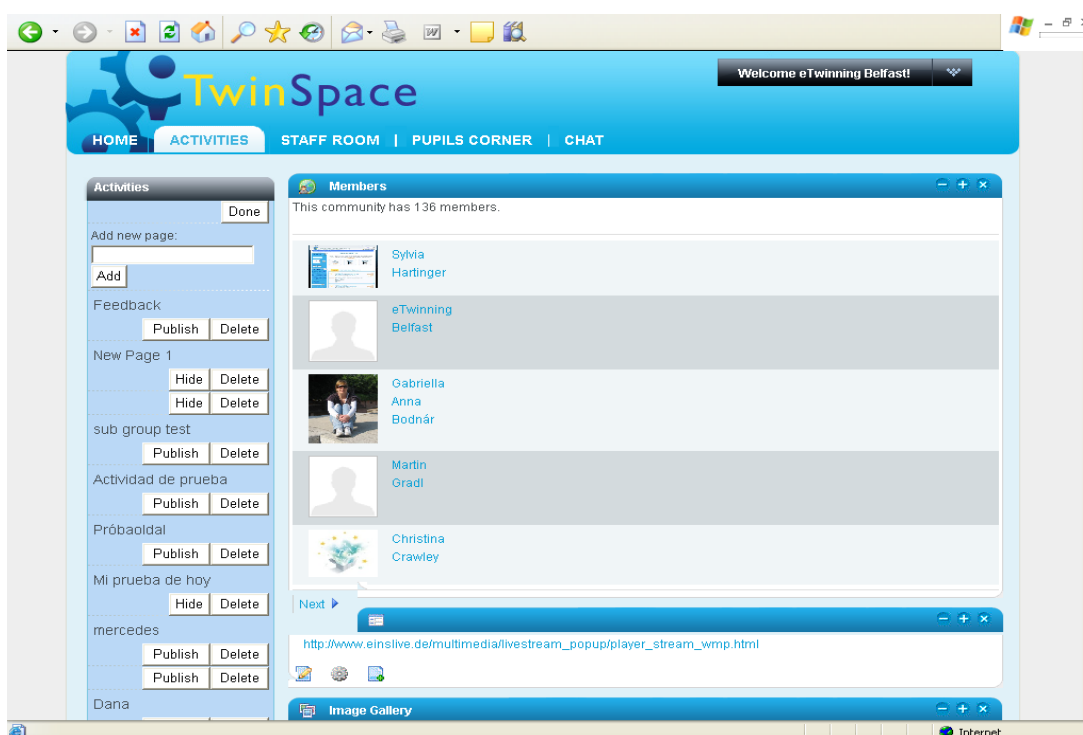 TwinSpace
Welcome eTwinning Belfast!
HOME ACTIVITIES STAFF ROOM | PUPILS CORNER | CHAT
Activities
Done
Add new page:
Add
Feedback
Publish Delete
New Page 1
Hide Delete
Hide Delete
sub group test
Publish Delete
Actividad de prueba
Publish Delete
Próbaoldal
Publish Delete
Mi prueba de hoy
Hide Delete
mercedes
Publish Delete
Publish Delete
Dana
Members
This community has 136 members.
Sylvia
Hartinger
eTwinning
Belfast
Gabriella
Anna
Bodnár
Martin
Gradl
Christina
Crawley
Next
http://www.einslive.de/multimedia/livestream_popup/player_stream_wmp.html
Image Gallery
Internet